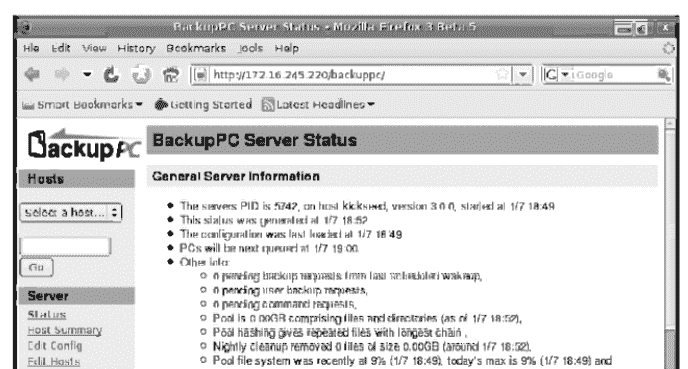 BackupPC Server Status - Mozilla Firefox 3 Beta 5
File Edit View History Bookmarks Tools Help
http://172.16.245.220/backuppc/
G Google
Smart Bookmarks Getting Started Latest Headlines
BackupPC
BackupPC Server Status
Hosts
General Server Information
Select a host...
The servers PID is 5742, on host kickseed, version 3.0.0, started at 1/7 18:49
This status was generated at 1/7 18:52
The configuration was last loaded at 1/7 18:49
PCs will be next queued at 1/7 19:00
Go
Other info:
0 pending backup requests from last scheduled wakeup,
0 pending user backup requests,
0 pending command requests,
Pool is 0.00GB comprising files and directories (as of 1/7 18:52),
Pool hashing gives repeated files with longest chain ,
Nightly cleanup removed 0 files of size 0.00GB (around 1/7 18:52),
Pool file system was recently at 9% (1/7 18:49), today's max is 9% (1/7 18:49) and
Server
Status
Host Summary
Edit Config
Edit Hosts